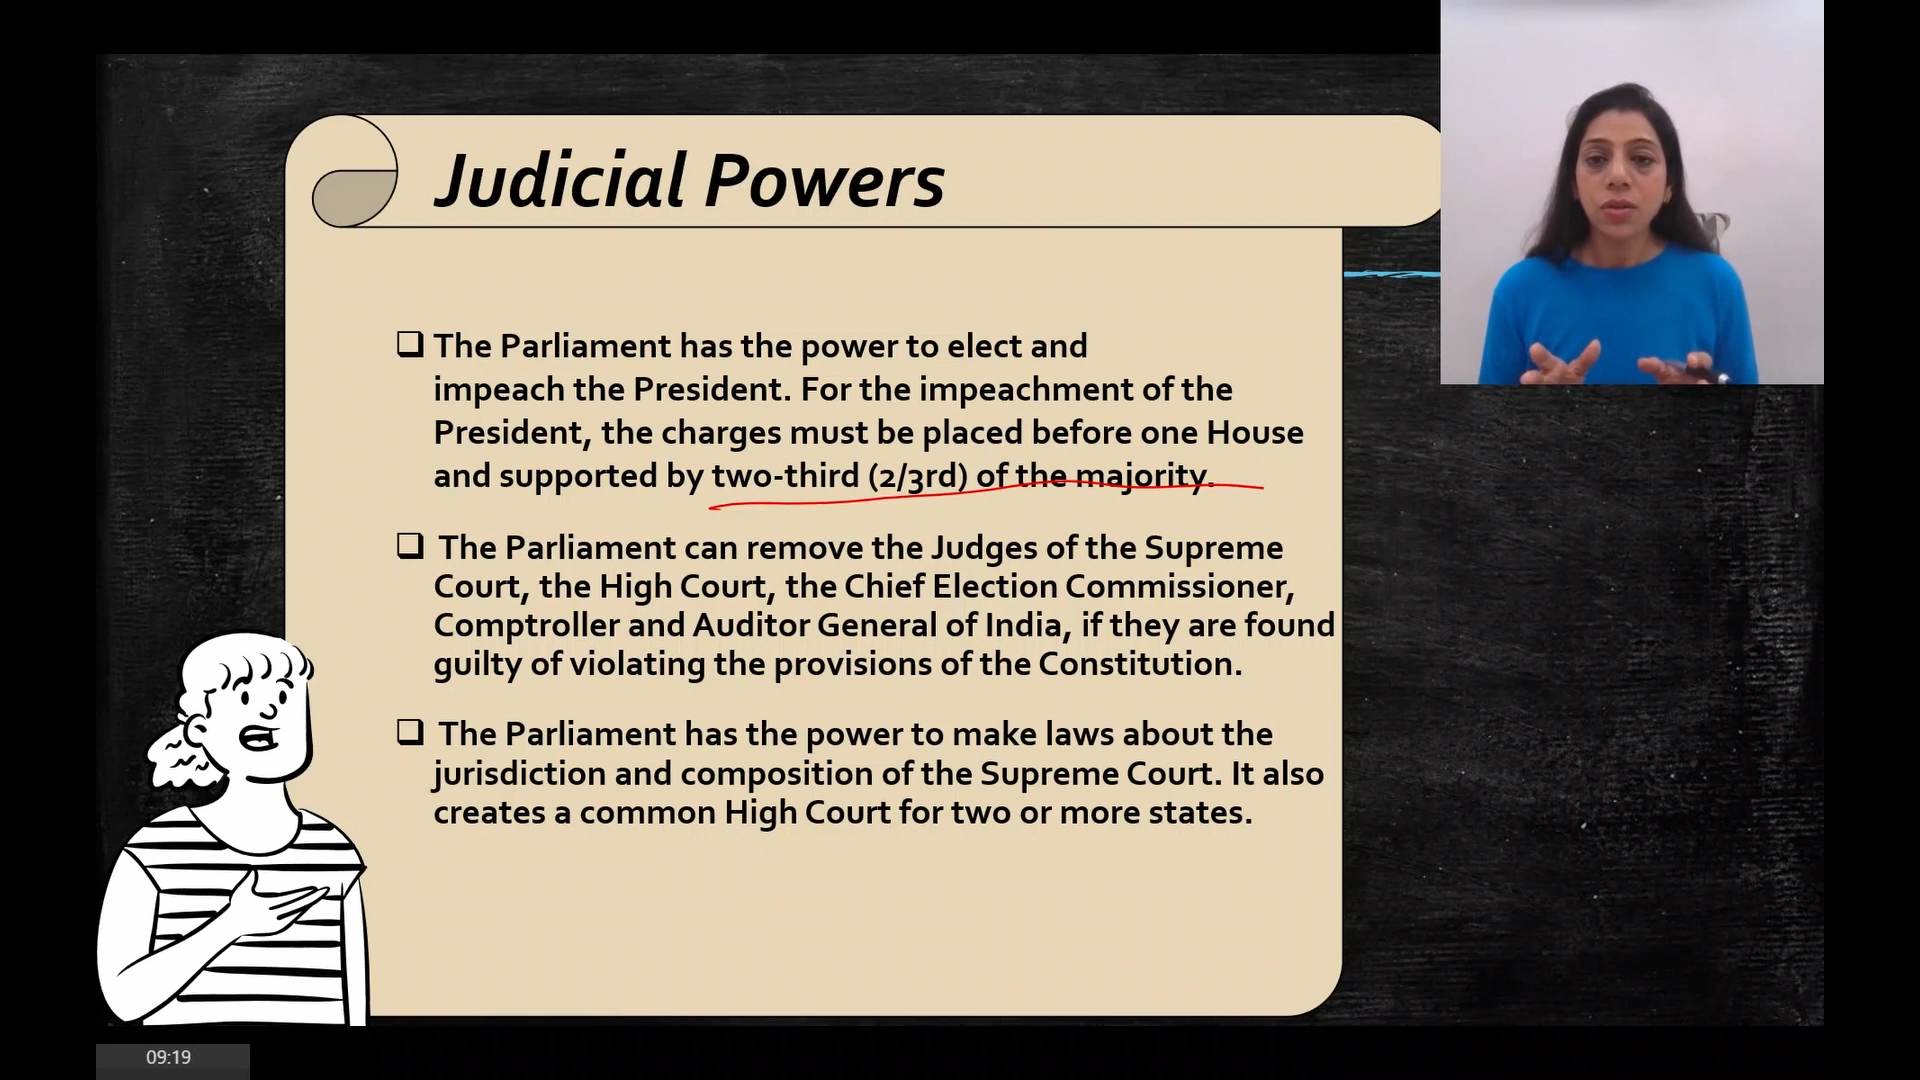 Judicial Powers
❑ The Parliament has the power to elect and
impeach the President. For the impeachment of the
President, the charges must be placed before one House
and supported by two-third (2/3rd) of the majority.
❑ The Parliament can remove the Judges of the Supreme
Court, the High Court, the Chief Election Commissioner,
Comptroller and Auditor General of India, if they are found
guilty of violating the provisions of the Constitution.
❑ The Parliament has the power to make laws about the
jurisdiction and composition of the Supreme Court. It also
creates a common High Court for two or more states.
09:19